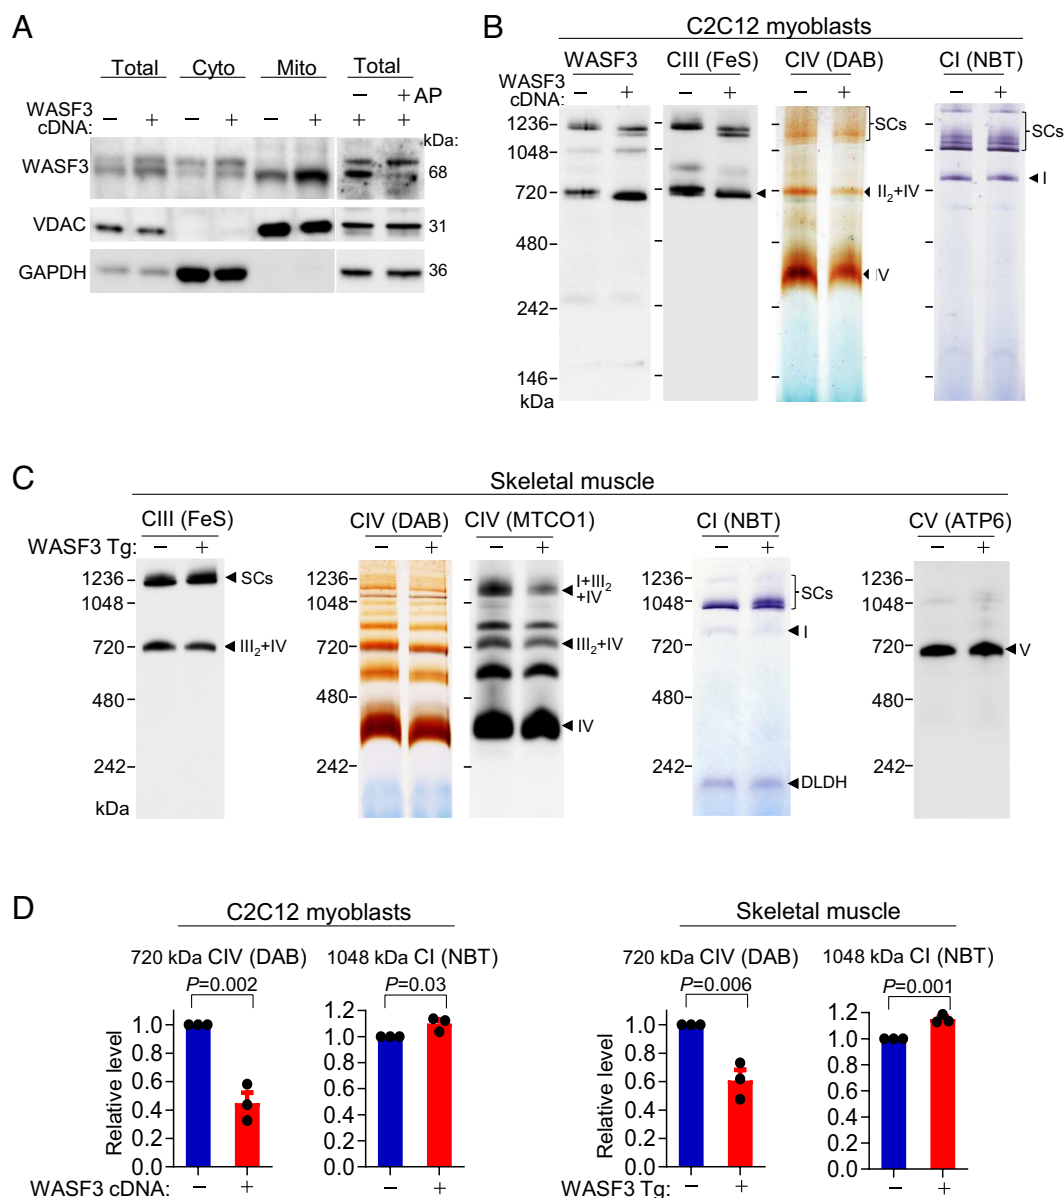 A
Total Cyto Mito Total
− + AP
WASF3 cDNA: − + − + − + + +
kDa:
WASF3 68
VDAC 31
GAPDH 36
B
C2C12 myoblasts
WASF3 CIII (FeS) CIV (DAB) CI (NBT)
WASF3 cDNA: − + − + − + − +
1236
1048
720
480
242
146
kDa
SCs
II₂+IV
IV
SCs
I
C
Skeletal muscle
CIII (FeS) CIV (DAB) CIV (MTCO1) CI (NBT) CV (ATP6)
WASF3 Tg: − + − + − + − + − +
1236
1048
720
480
242
kDa
SCs
III₂+IV
1236
1048
720
480
242
I+III₂
+IV
III₂+IV
IV
1236
1048
720
480
242
SCs
I
DLDH
1236
1048
720
480
242
V
D
C2C12 myoblasts
720 kDa CIV (DAB) 1048 kDa CI (NBT)
P=0.002 P=0.03
Relative level
1.0
0.8
0.6
0.4
0.2
0.0
1.2
1.0
0.8
0.6
0.4
0.2
0.0
WASF3 cDNA: − + − +
Skeletal muscle
720 kDa CIV (DAB) 1048 kDa CI (NBT)
P=0.006 P=0.001
Relative level
1.0
0.8
0.6
0.4
0.2
0.0
1.2
1.0
0.8
0.6
0.4
0.2
0.0
WASF3 Tg: − + − +